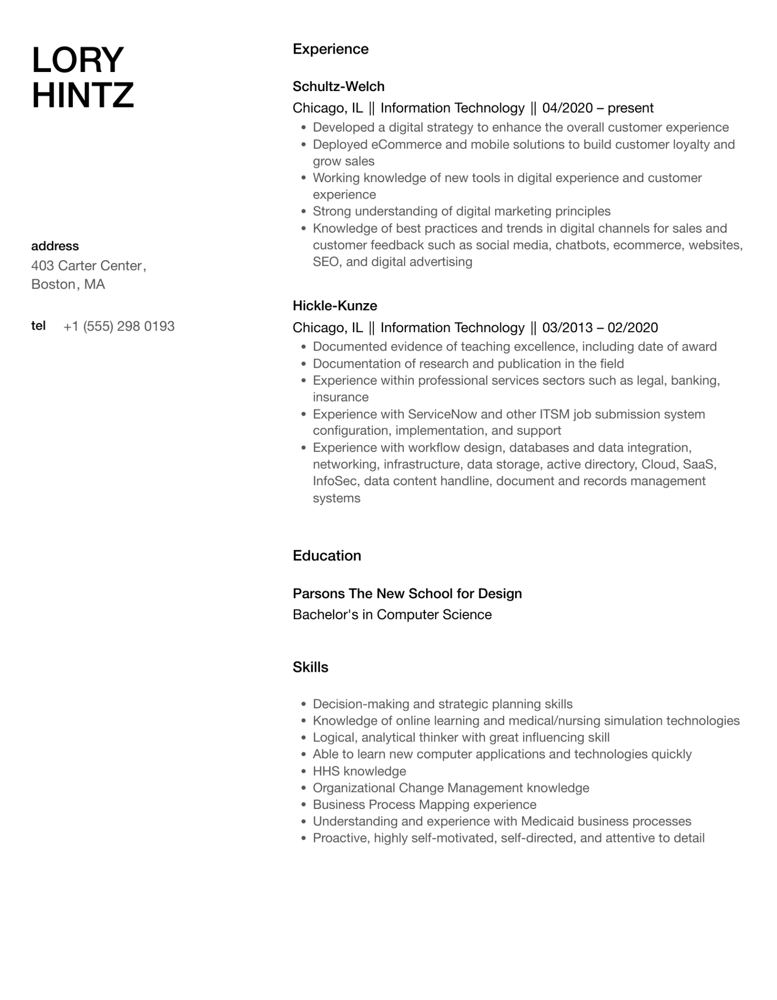 LORY
HINTZ
address
403 Carter Center,
Boston, MA
tel +1 (555) 298 0193
Experience
Schultz-Welch
Chicago, IL || Information Technology || 04/2020 – present
• Developed a digital strategy to enhance the overall customer experience
• Deployed eCommerce and mobile solutions to build customer loyalty and
grow sales
• Working knowledge of new tools in digital experience and customer
experience
• Strong understanding of digital marketing principles
• Knowledge of best practices and trends in digital channels for sales and
customer feedback such as social media, chatbots, ecommerce, websites,
SEO, and digital advertising
Hickle-Kunze
Chicago, IL || Information Technology || 03/2013 – 02/2020
• Documented evidence of teaching excellence, including date of award
• Documentation of research and publication in the field
• Experience within professional services sectors such as legal, banking,
insurance
• Experience with ServiceNow and other ITSM job submission system
configuration, implementation, and support
• Experience with workflow design, databases and data integration,
networking, infrastructure, data storage, active directory, Cloud, SaaS,
InfoSec, data content handline, document and records management
systems
Education
Parsons The New School for Design
Bachelor's in Computer Science
Skills
• Decision-making and strategic planning skills
• Knowledge of online learning and medical/nursing simulation technologies
• Logical, analytical thinker with great influencing skill
• Able to learn new computer applications and technologies quickly
• HHS knowledge
• Organizational Change Management knowledge
• Business Process Mapping experience
• Understanding and experience with Medicaid business processes
• Proactive, highly self-motivated, self-directed, and attentive to detail